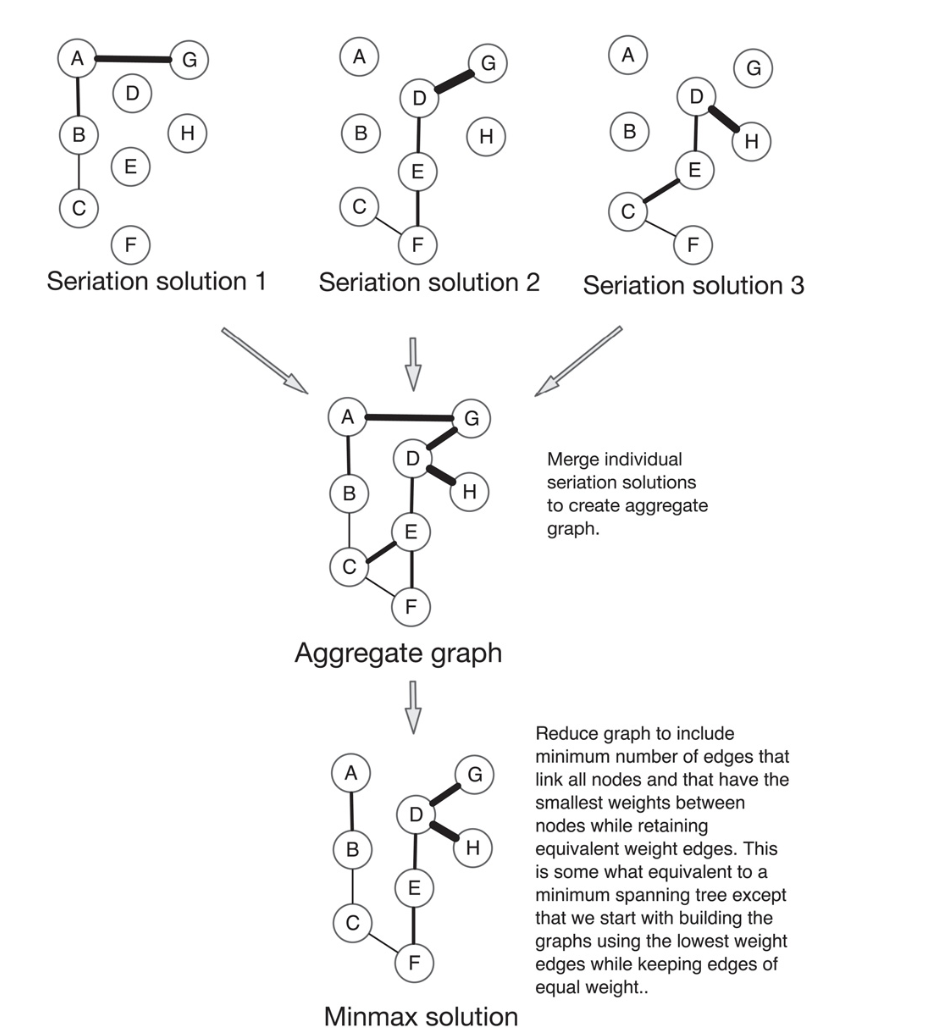 A
G
D
B
H
E
C
F
Seriation solution 1
A
G
D
B
H
E
C
F
Seriation solution 2
A
G
D
B
H
E
C
F
Seriation solution 3
A
G
D
B
H
E
C
F
Aggregate graph
Merge individual
seriation solutions
to create aggregate
graph.
A
G
D
B
H
E
C
F
Minmax solution
Reduce graph to include
minimum number of edges that
link all nodes and that have the
smallest weights between
nodes while retaining
equivalent weight edges. This
is some what equivalent to a
minimum spanning tree except
that we start with building the
graphs using the lowest weight
edges while keeping edges of
equal weight..